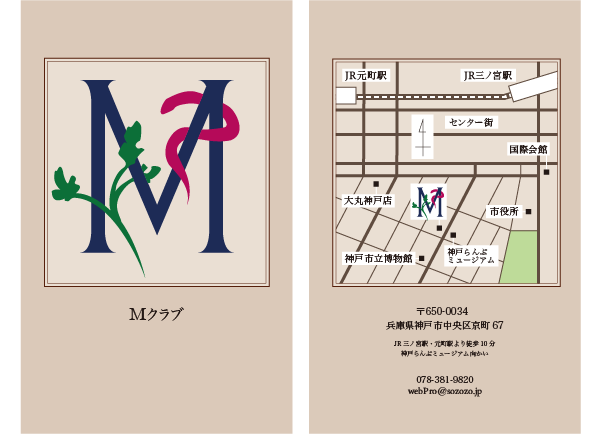 M
Mクラブ
JR元町駅
JR三ノ宮駅
センター街
国際会館
大丸神戸店
M
市役所
神戸市立博物館
神戸らんぷ
ミュージアム
〒650-0034
兵庫県神戸市中央区京町 67
JR 三ノ宮駅・元町駅より徒歩 10 分
神戸らんぷミュージアム向かい
078-381-9820
webPro@sozozo.jp